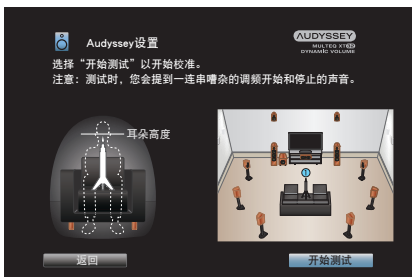 Audyssey设置
AUDYSSEY
MULTEQ XT32
DYNAMIC VOLUME
选择“开始测试”以开始校准。
注意：测试时，您会提到一连串嘈杂的调频开始和停止的声音。
耳朵高度
①
返回
开始测试